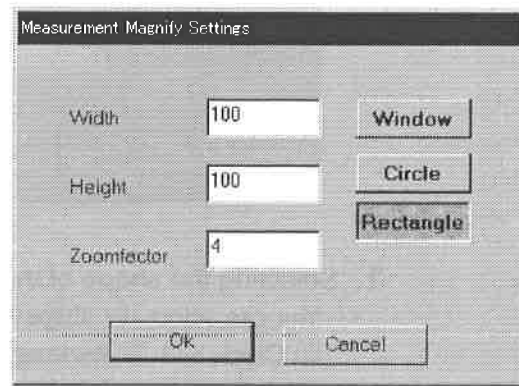 Measurement Magnify Settings
Width 100 Window
Height 100 Circle
Rectangle
Zoomfactor 4
Ok Cancel